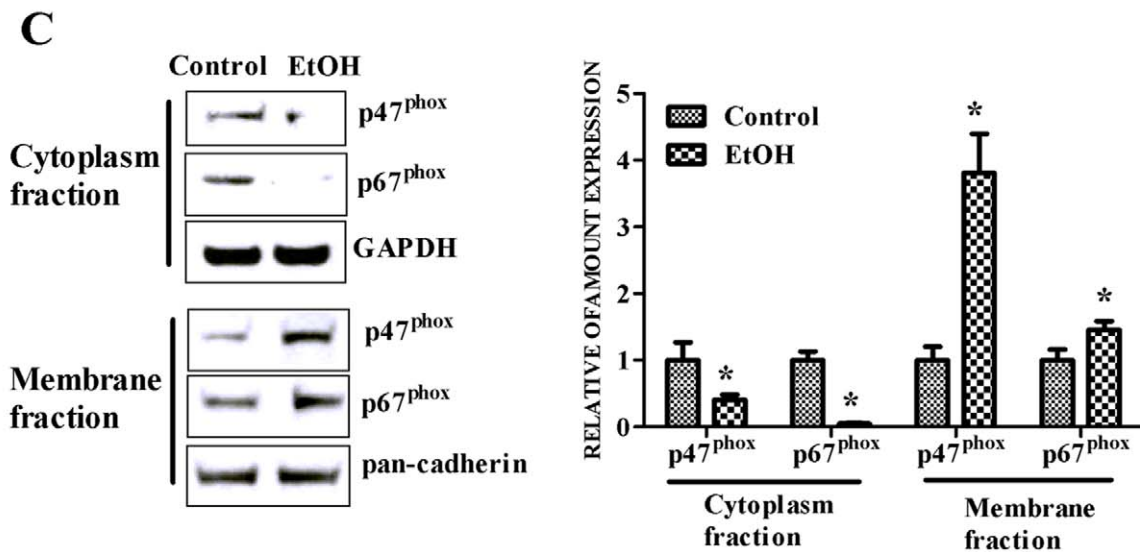 C
Control EtOH
Cytoplasm
fraction
p47phox
p67phox
GAPDH
Membrane
fraction
p47phox
p67phox
pan-cadherin
RELATIVE OFAMOUNT EXPRESSION
5
4
3
2
1
0
Control
EtOH
*
*
*
*
p47phox p67phox p47phox p67phox
Cytoplasm
fraction
Membrane
fraction